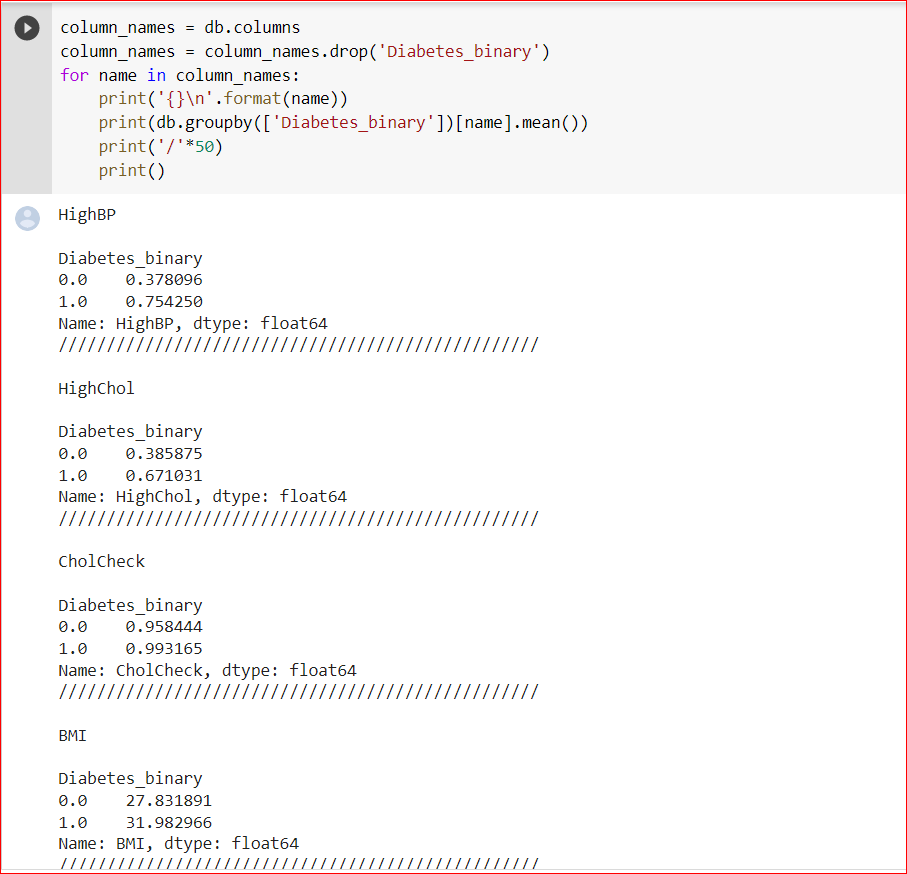 column_names = db.columns
column_names = column_names.drop('Diabetes_binary')
for name in column_names:
    print('{}\n'.format(name))
    print(db.groupby(['Diabetes_binary'])[name].mean())
    print('/'*50)
    print()
HighBP
Diabetes_binary
0.0    0.378096
1.0    0.754250
Name: HighBP, dtype: float64
//////////////////////////////////////////////////
HighChol
Diabetes_binary
0.0    0.385875
1.0    0.671031
Name: HighChol, dtype: float64
//////////////////////////////////////////////////
CholCheck
Diabetes_binary
0.0    0.958444
1.0    0.993165
Name: CholCheck, dtype: float64
//////////////////////////////////////////////////
BMI
Diabetes_binary
0.0    27.831891
1.0    31.982966
Name: BMI, dtype: float64
//////////////////////////////////////////////////